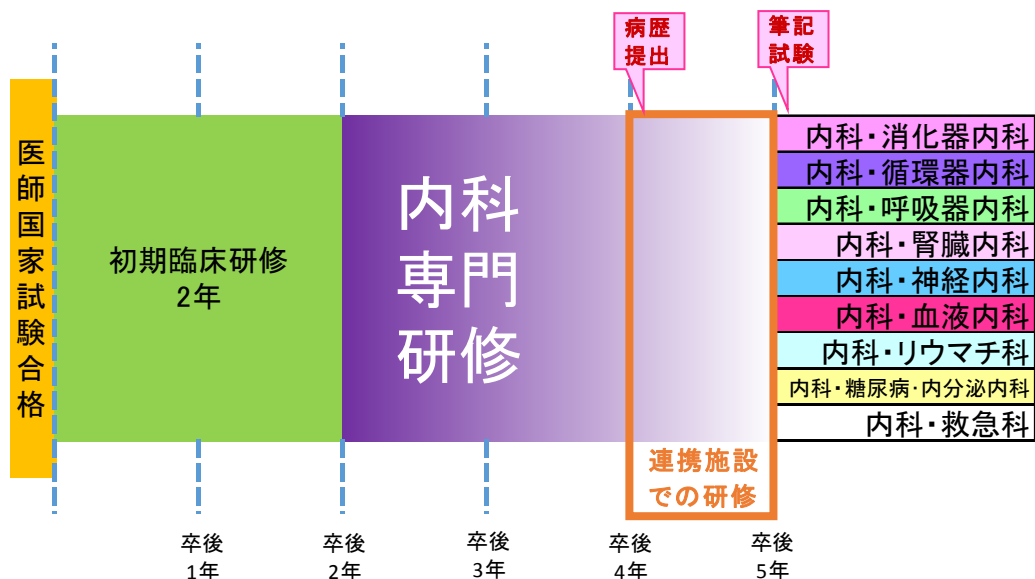 病歴
提出
筆記
試験
医師国家試験合格
初期臨床研修
2年
内科
専門
研修
内科・消化器内科
内科・循環器内科
内科・呼吸器内科
内科・腎臓内科
内科・神経内科
内科・血液内科
内科・リウマチ科
内科・糖尿病・内分泌内科
内科・救急科
連携施設
での研修
卒後
1年
卒後
2年
卒後
3年
卒後
4年
卒後
5年